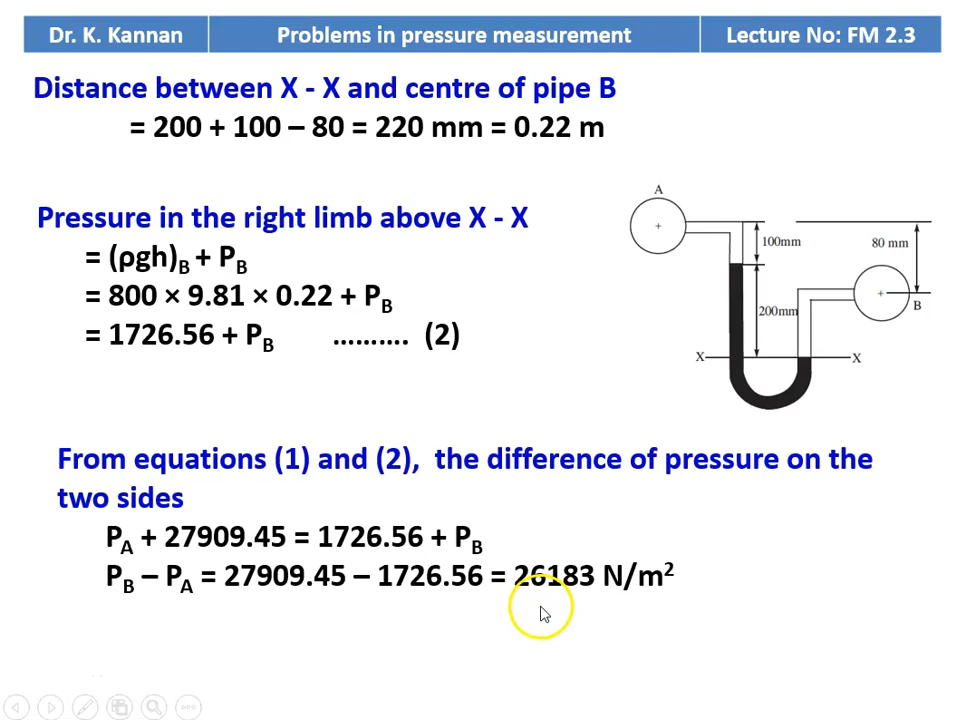 Dr. K. Kannan Problems in pressure measurement Lecture No: FM 2.3
Distance between X - X and centre of pipe B
= 200 + 100 – 80 = 220 mm = 0.22 m
Pressure in the right limb above X - X
= (ρgh)B + PB
= 800 × 9.81 × 0.22 + PB
= 1726.56 + PB ………. (2)
A
100mm
80 mm
200mm
B
X
X
From equations (1) and (2), the difference of pressure on the
two sides
PA + 27909.45 = 1726.56 + PB
PB – PA = 27909.45 – 1726.56 = 26183 N/m²